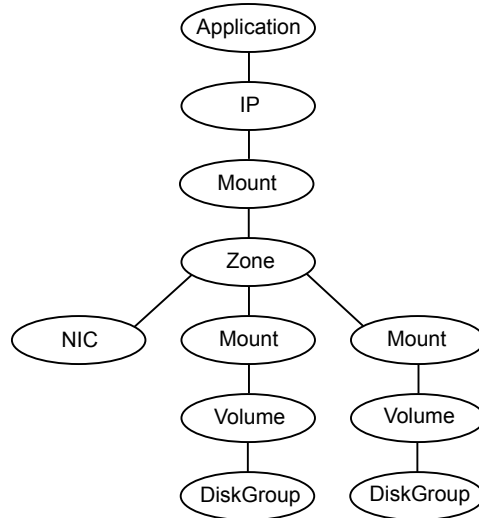 Application
IP
Mount
Zone
NIC
Mount
Mount
Volume
Volume
DiskGroup
DiskGroup